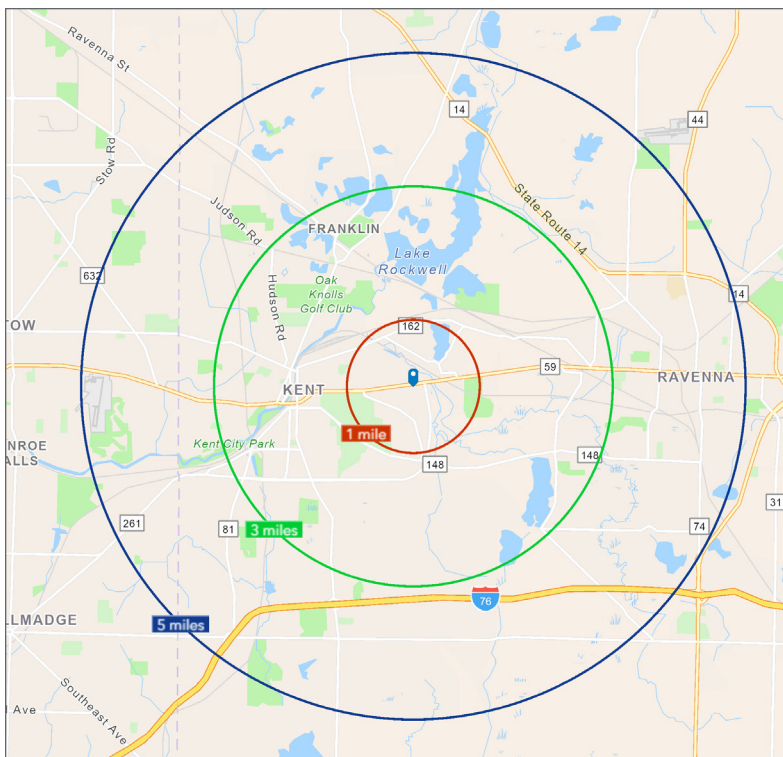 Ravenna St
14
44
Stow Rd
State Route 14
Judson Rd
FRANKLIN
Lake
Rockwell
632
Hudson Rd
Oak
Knolls
Golf Club
14
TOW
162
59
KENT
RAVENNA
1 mile
Kent City Park
NROE
ALLS
148
148
31
261
81
3 miles
74
76
LLMADGE
5 miles
Southeast Ave
Ave